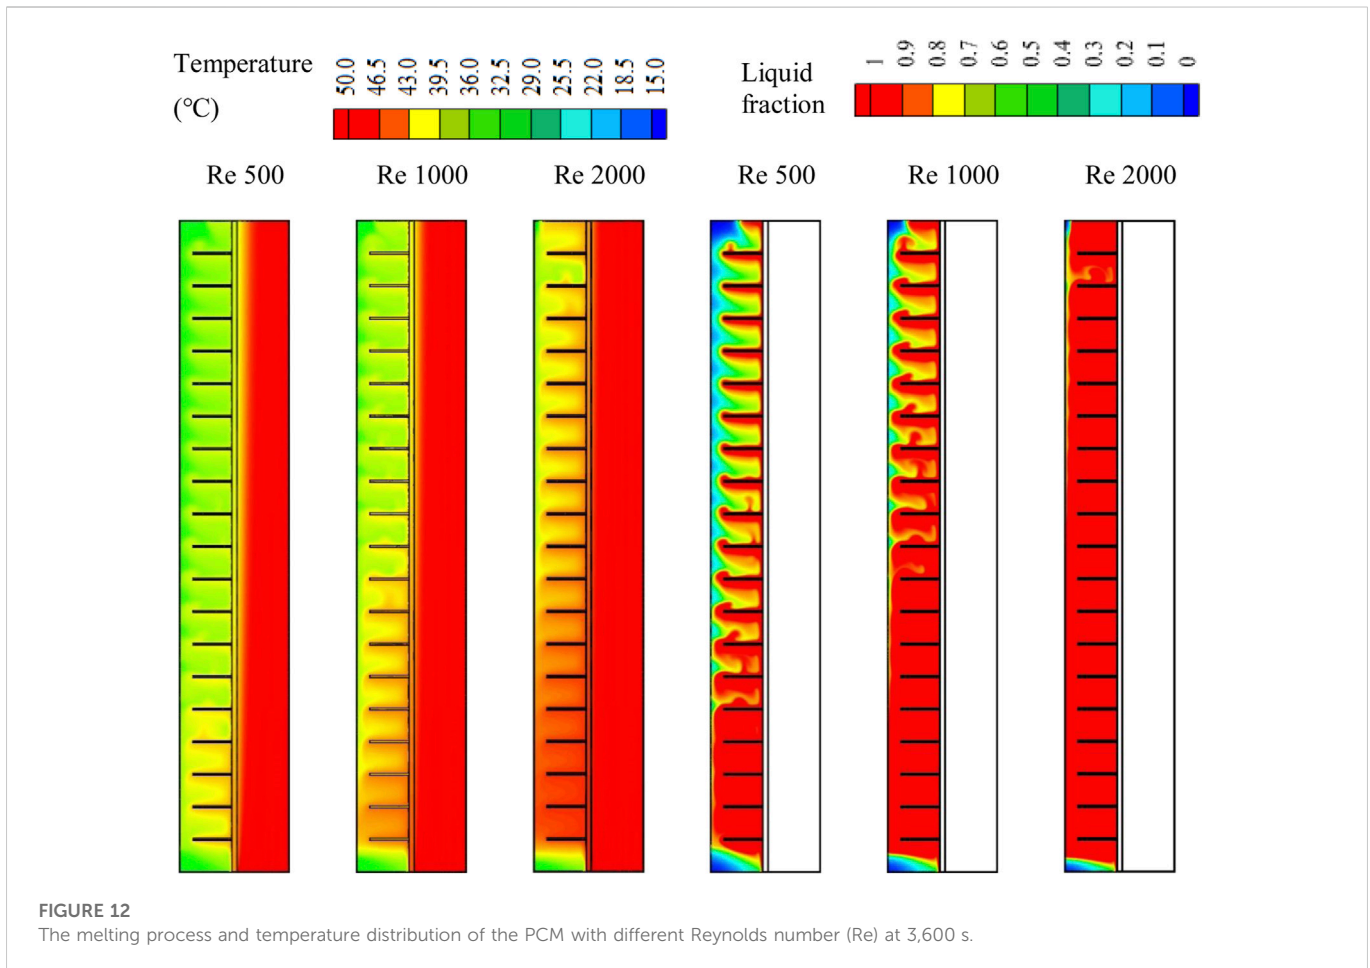 Temperature
(°C)
50.0
46.5
43.0
39.5
36.0
32.5
29.0
25.5
22.0
18.5
15.0
Liquid
fraction
1
0.9
0.8
0.7
0.6
0.5
0.4
0.3
0.2
0.1
0
Re 500
Re 1000
Re 2000
Re 500
Re 1000
Re 2000
FIGURE 12
The melting process and temperature distribution of the PCM with different Reynolds number (Re) at 3,600 s.